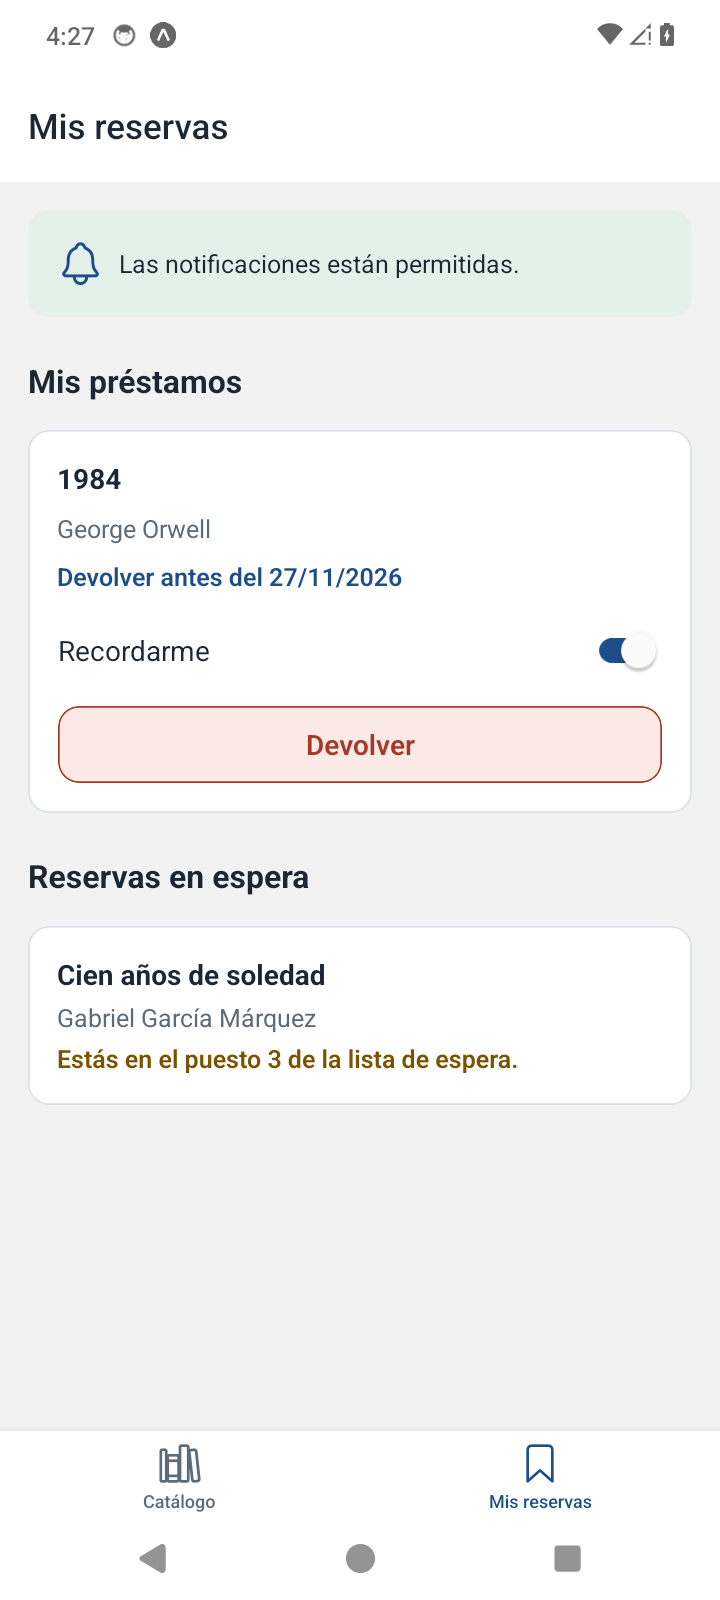 4:27
Mis reservas
Las notificaciones están permitidas.
Mis préstamos
1984
George Orwell
Devolver antes del 27/11/2026
Recordarme
Devolver
Reservas en espera
Cien años de soledad
Gabriel García Márquez
Estás en el puesto 3 de la lista de espera.
Catálogo
Mis reservas